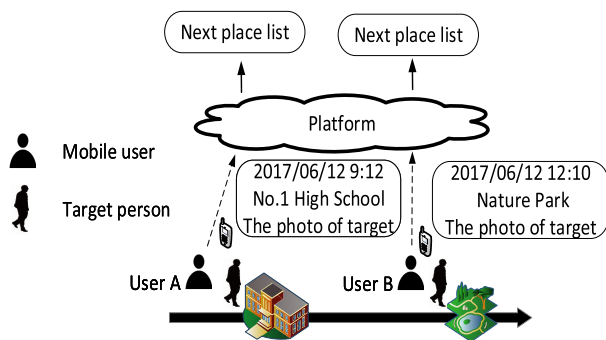 Next place list
Next place list
Platform
Mobile user
Target person
2017/06/12 9:12
No.1 High School
The photo of target
2017/06/12 12:10
Nature Park
The photo of target
User A
User B